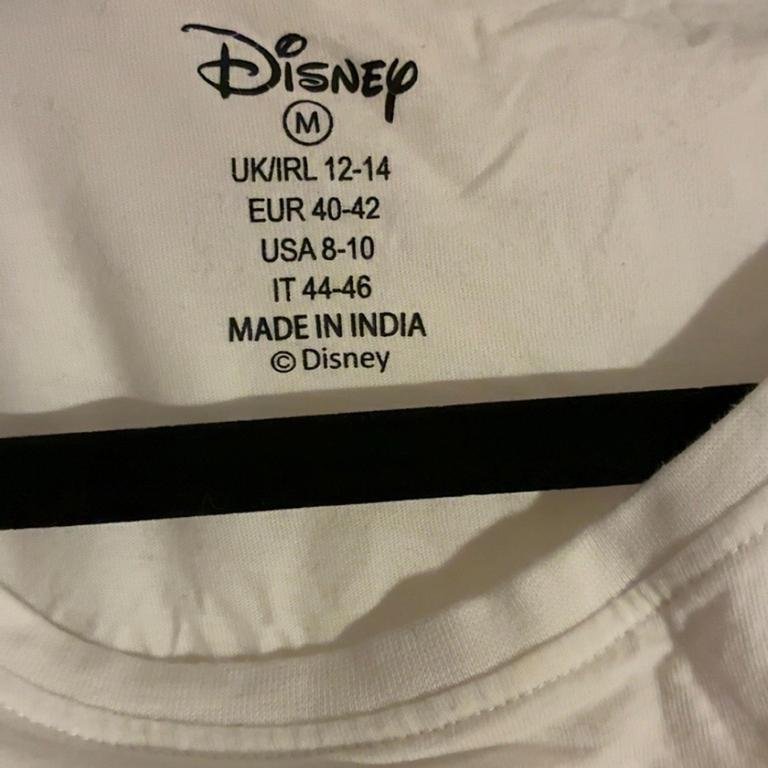 Disney
M
UK/IRL 12-14
EUR 40-42
USA 8-10
IT 44-46
MADE IN INDIA
© Disney